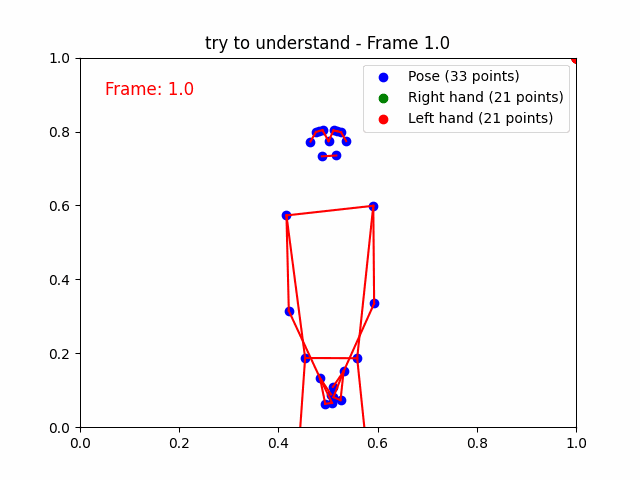 try to understand - Frame 1.0
Frame: 1.0
Pose (33 points)
Right hand (21 points)
Left hand (21 points)
1.0
0.8
0.6
0.4
0.2
0.0
0.0 0.2 0.4 0.6 0.8 1.0